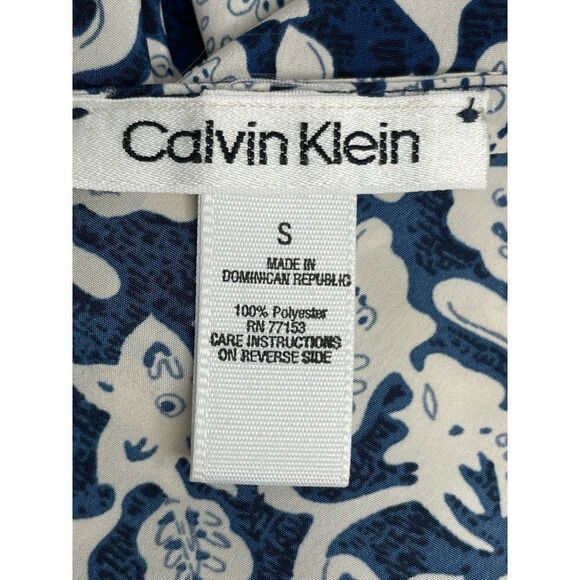 Calvin Klein
S
MADE IN
DOMINICAN REPUBLIC
100% Polyester
RN 77153
CARE INSTRUCTIONS
ON REVERSE SIDE